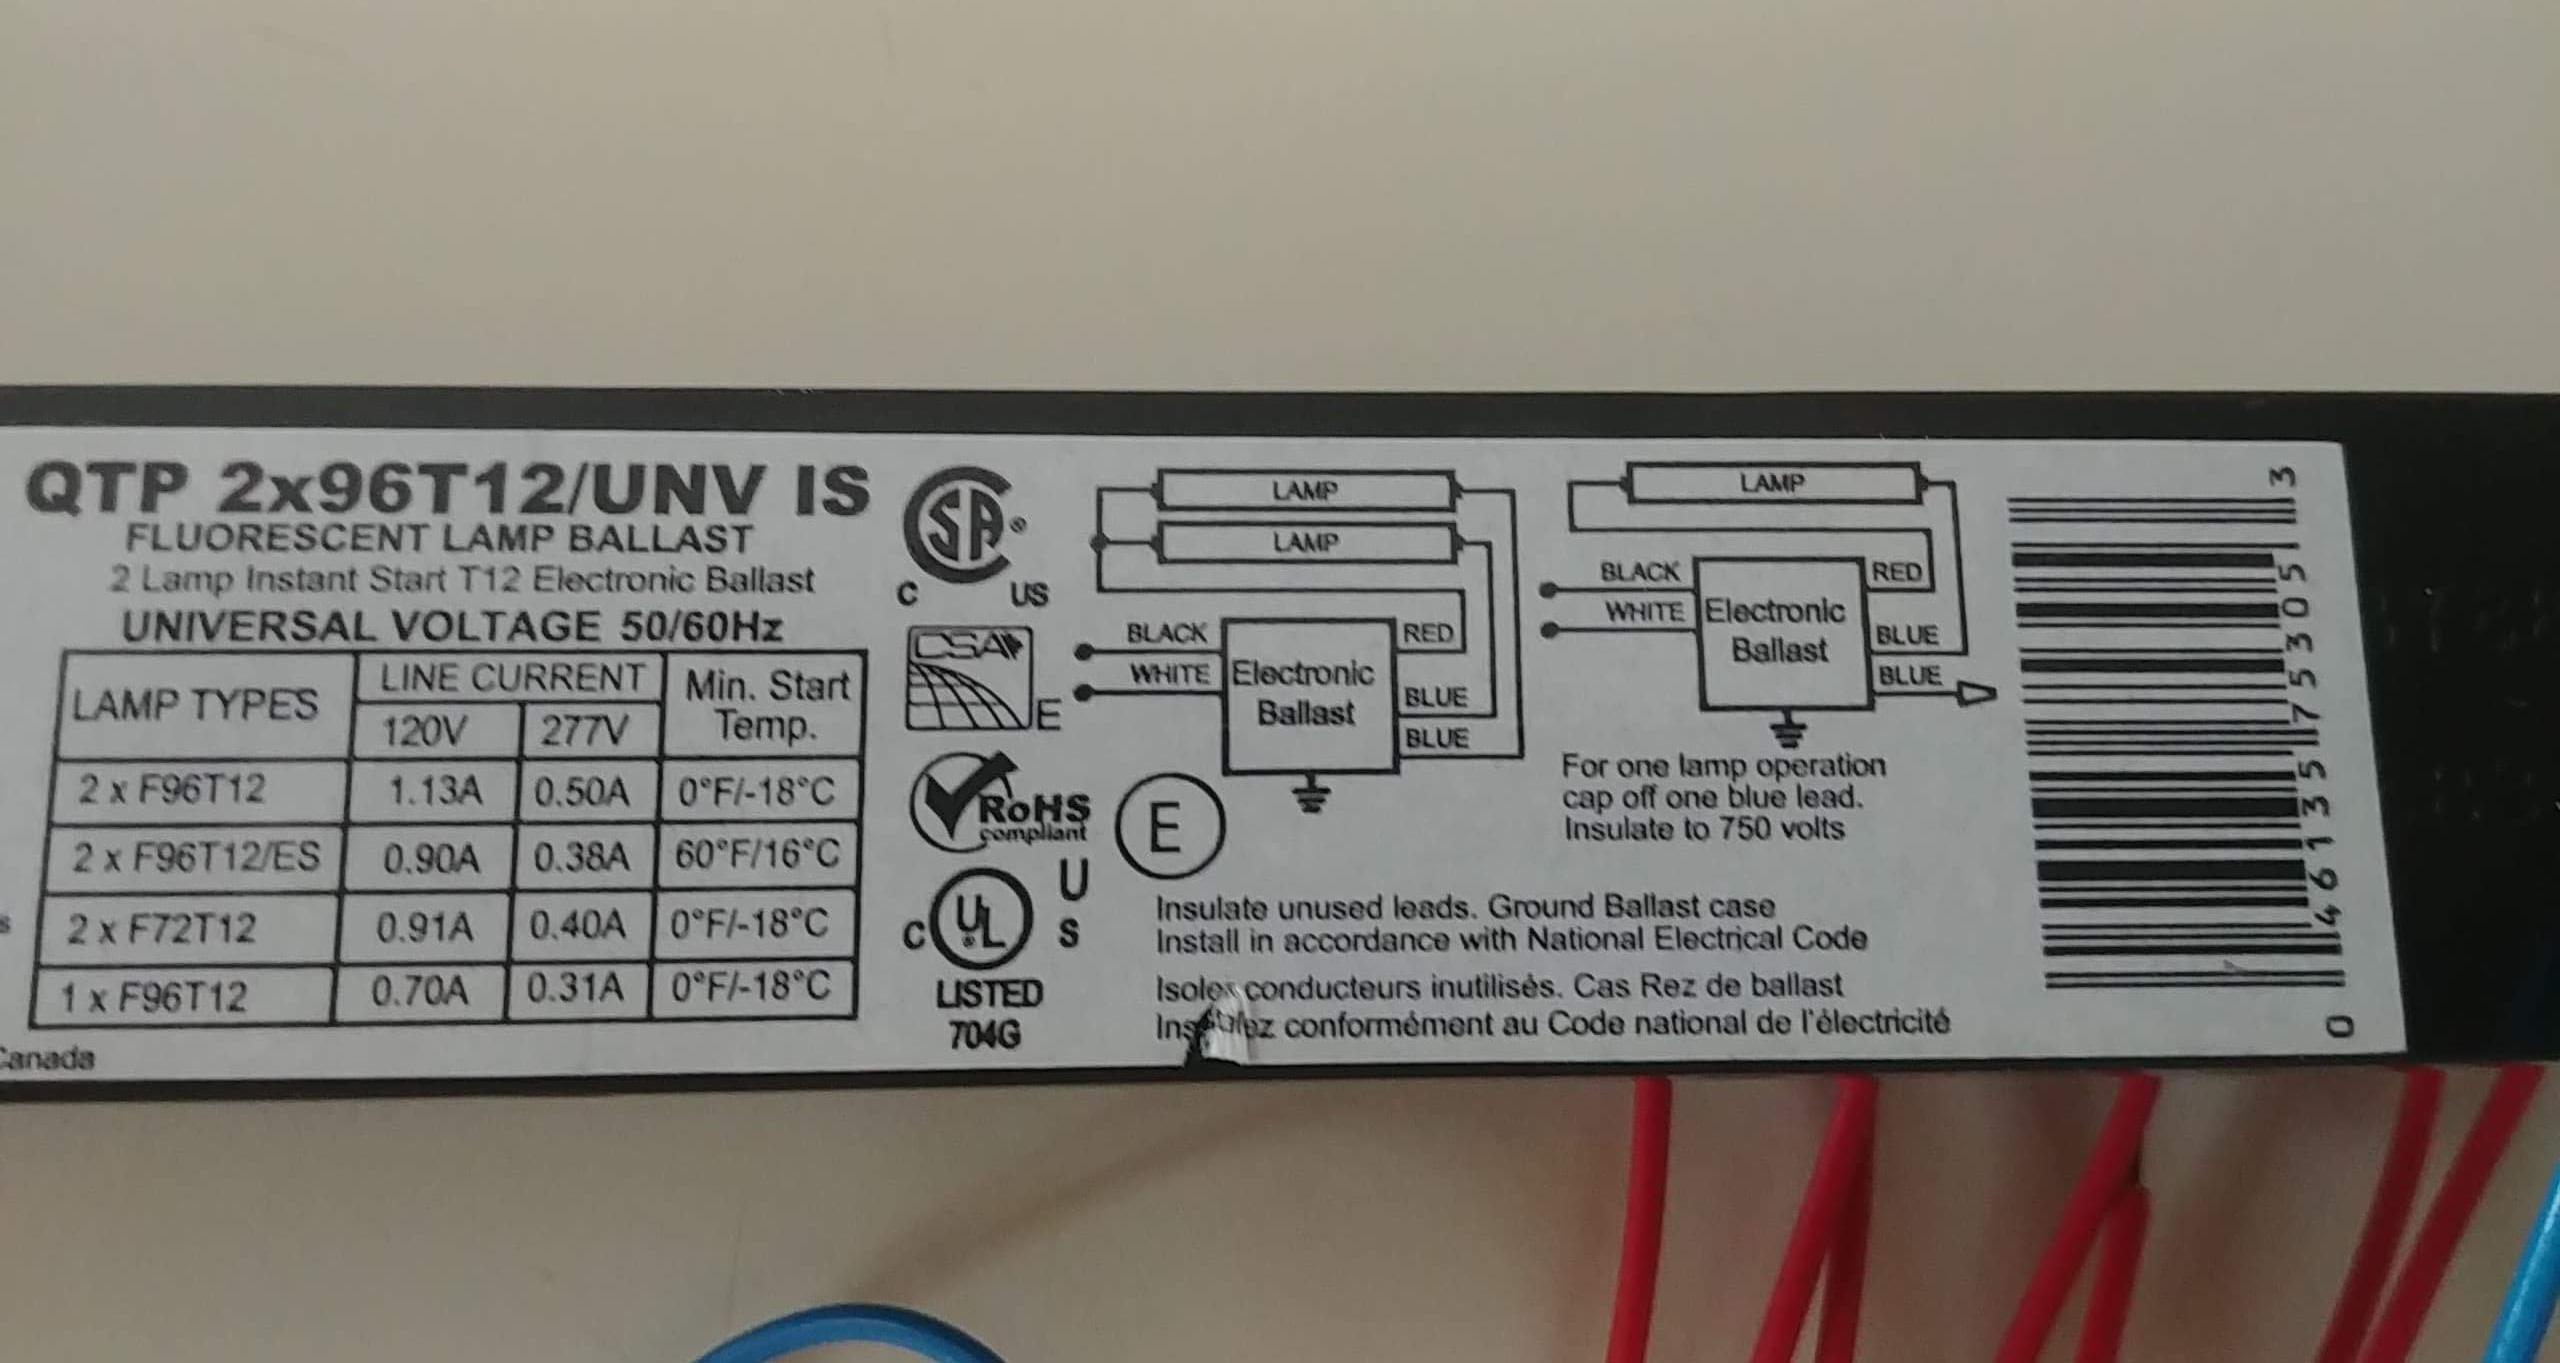 QTP 2x96T12/UNV IS
FLUORESCENT LAMP BALLAST
2 Lamp Instant Start T12 Electronic Ballast
UNIVERSAL VOLTAGE 50/60Hz
LAMP TYPES LINE CURRENT Min. Start Temp.
120V 277V
2 x F96T12 1.13A 0.50A 0°F/-18°C
2 x F96T12/ES 0.90A 0.38A 60°F/16°C
2 x F72T12 0.91A 0.40A 0°F/-18°C
1 x F96T12 0.70A 0.31A 0°F/-18°C
Canada
SA®
C US
CSA
E
RoHS
compliant
C UL US
LISTED
704G
LAMP
LAMP
BLACK
WHITE
Electronic
Ballast
RED
BLUE
BLUE
E
LAMP
BLACK
WHITE
Electronic
Ballast
RED
BLUE
BLUE
For one lamp operation
cap off one blue lead.
Insulate to 750 volts
Insulate unused leads. Ground Ballast case
Install in accordance with National Electrical Code
conducteurs inutilisés. Cas Rez de ballast
conformément au Code national de l'électricité
0 46135 75305 3